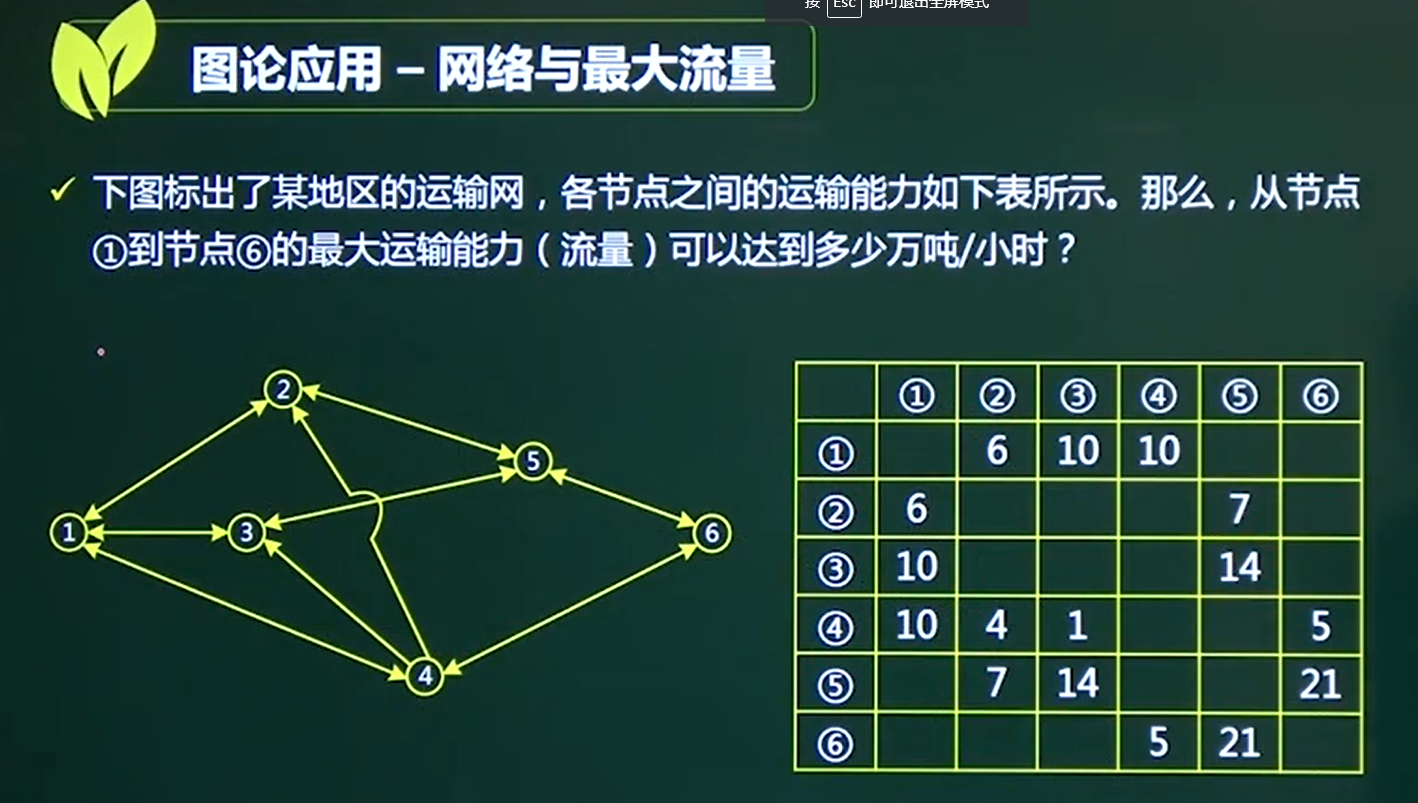 按 Esc 即可退出全屏模式
图论应用 – 网络与最大流量
✓ 下图标出了某地区的运输网，各节点之间的运输能力如下表所示。那么，从节点
①到节点⑥的最大运输能力（流量）可以达到多少万吨/小时？
2
5
1
3
6
4
① ② ③ ④ ⑤ ⑥
① 6 10 10
② 6 7
③ 10 14
④ 10 4 1 5
⑤ 7 14 21
⑥ 5 21